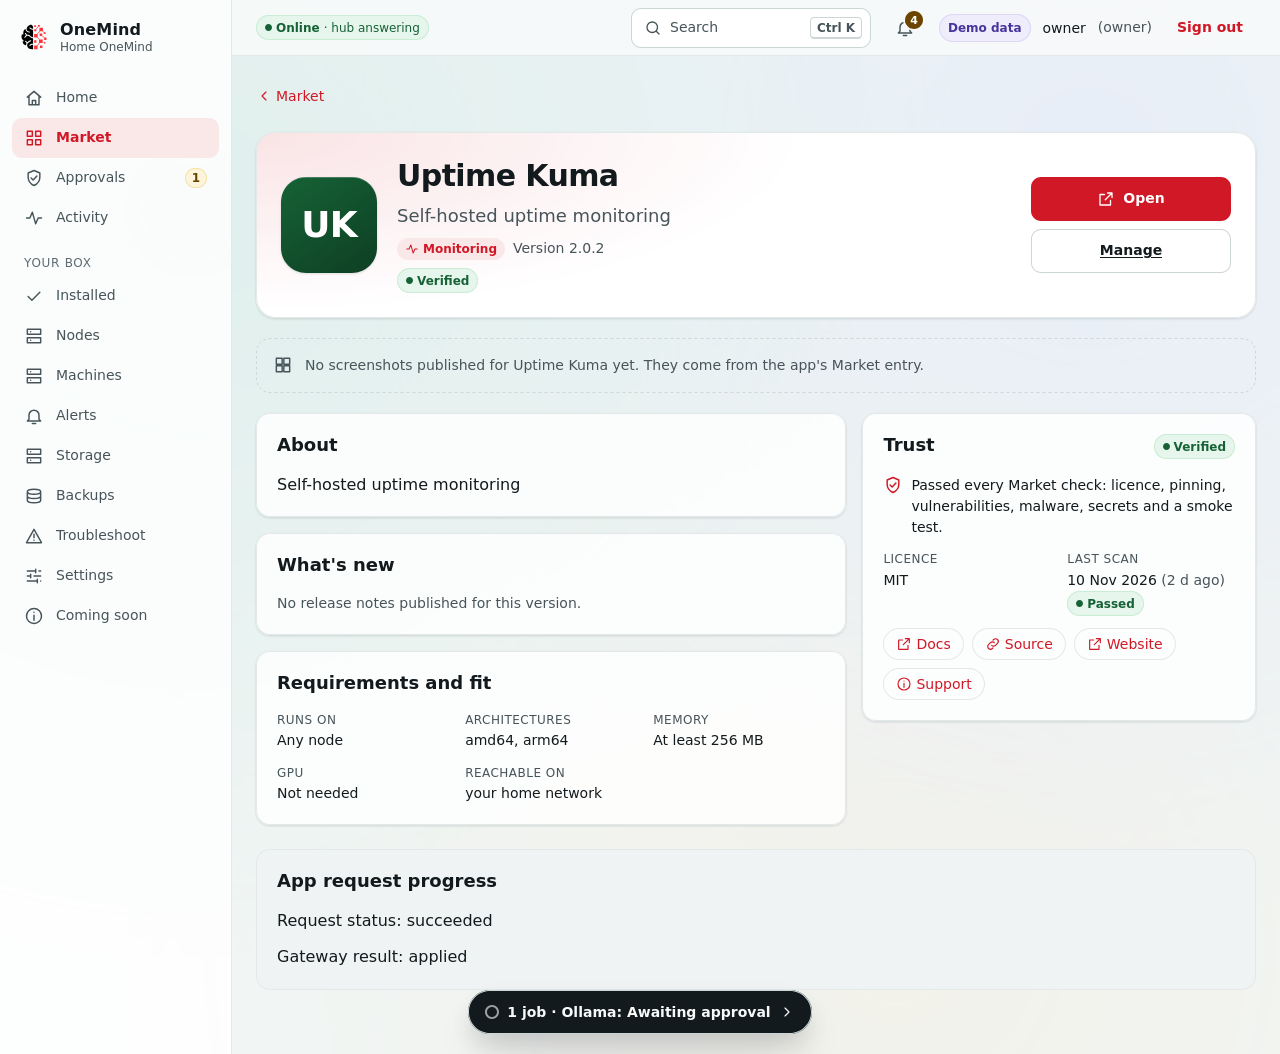 OneMind
Home OneMind
Online · hub answering
Search
Ctrl K
4
Demo data
owner
(owner)
Sign out
Home
Market
Approvals
1
Activity
YOUR BOX
Installed
Nodes
Machines
Alerts
Storage
Backups
Troubleshoot
Settings
Coming soon
Market
UK
Uptime Kuma
Self-hosted uptime monitoring
Monitoring
Version 2.0.2
Verified
Open
Manage
No screenshots published for Uptime Kuma yet. They come from the app's Market entry.
About
Self-hosted uptime monitoring
What's new
No release notes published for this version.
Requirements and fit
RUNS ON
Any node
ARCHITECTURES
amd64, arm64
MEMORY
At least 256 MB
GPU
Not needed
REACHABLE ON
your home network
Trust
Verified
Passed every Market check: licence, pinning,
vulnerabilities, malware, secrets and a smoke
test.
LICENCE
MIT
LAST SCAN
10 Nov 2026 (2 d ago)
Passed
Docs
Source
Website
Support
App request progress
Request status: succeeded
Gateway result: applied
1 job · Ollama: Awaiting approval